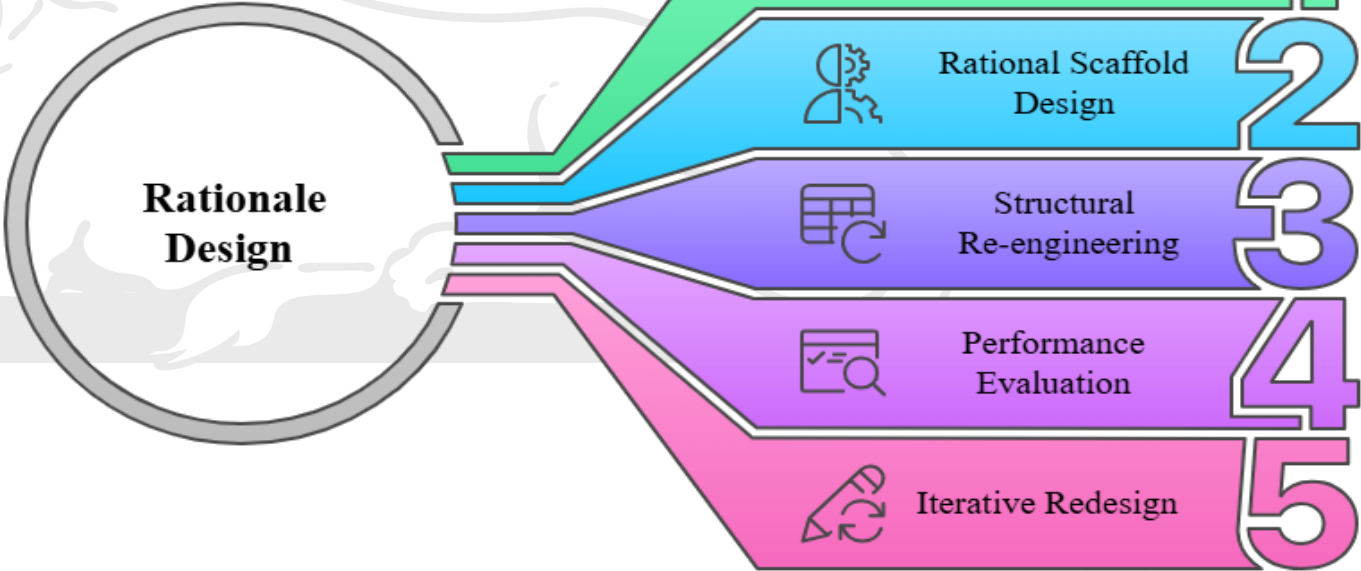 Rationale
Design
2
Rational Scaffold
Design
3
Structural
Re-engineering
4
Performance
Evaluation
5
Iterative Redesign